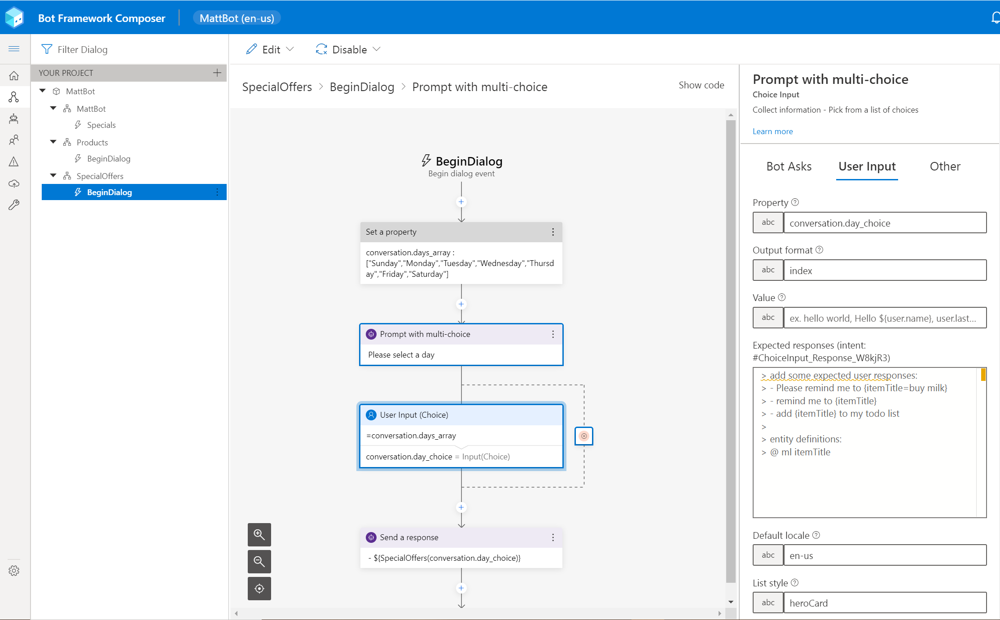 Bot Framework Composer
MattBot (en-us)
Filter Dialog
YOUR PROJECT
MattBot
MattBot
Specials
Products
BeginDialog
SpecialOffers
BeginDialog
Edit
Disable
SpecialOffers > BeginDialog > Prompt with multi-choice
Show code
BeginDialog
Begin dialog event
Set a property
conversation.days_array :
["Sunday","Monday","Tuesday","Wednesday","Thursd
ay","Friday","Saturday"]
Prompt with multi-choice
Please select a day
User Input (Choice)
=conversation.days_array
conversation.day_choice = Input(Choice)
Send a response
- ${SpecialOffers(conversation.day_choice)}
Prompt with multi-choice
Choice Input
Collect information - Pick from a list of choices
Learn more
Bot Asks
User Input
Other
Property
abc
conversation.day_choice
Output format
abc
index
Value
abc
ex. hello world, Hello ${user.name}, user.last...
Expected responses (intent:
#ChoiceInput_Response_W8kjR3)
> add some expected user responses:
> - Please remind me to {itemTitle=buy milk}
> - remind me to {itemTitle}
> - add {itemTitle} to my todo list
>
> entity definitions:
> @ ml itemTitle
Default locale
abc
en-us
List style
abc
heroCard